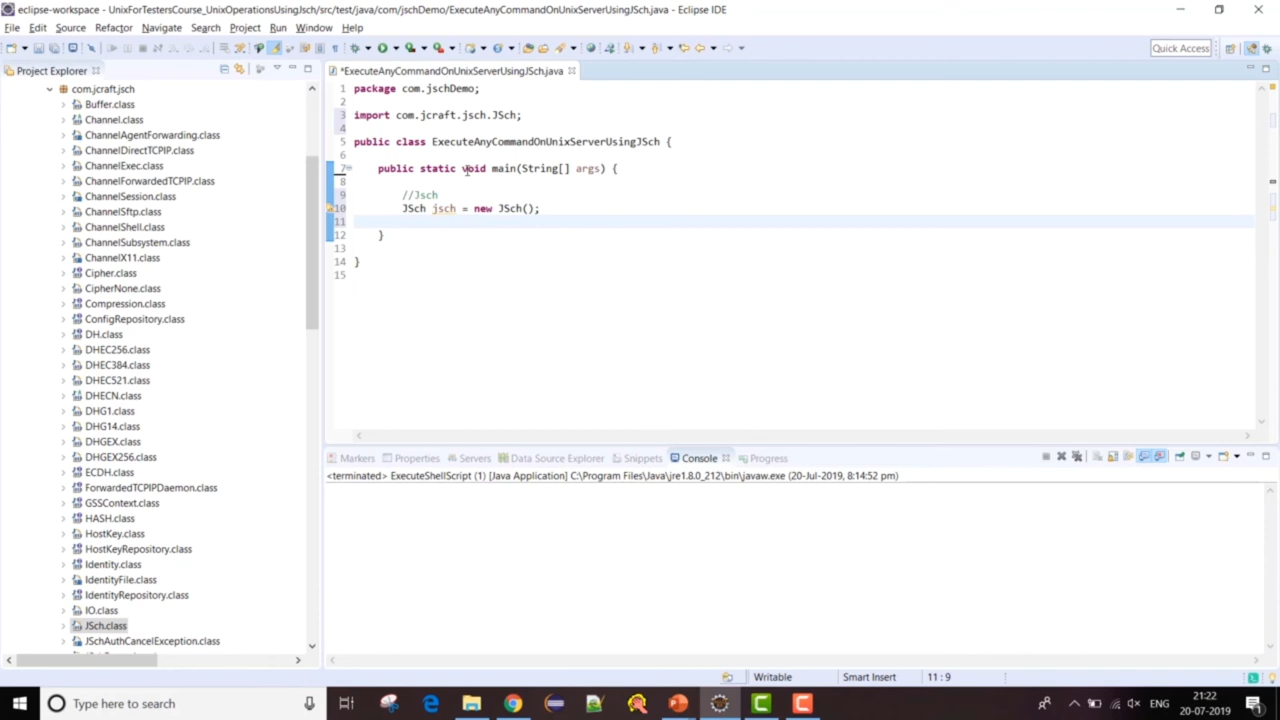 eclipse-workspace - UnixForTestersCourse_UnixOperationsUsingJsch/src/test/java/com/jschDemo/ExecuteAnyCommandOnUnixServerUsingJSch.java - Eclipse IDE
File Edit Source Refactor Navigate Search Project Run Window Help
Quick Access
Project Explorer
*ExecuteAnyCommandOnUnixServerUsingJSch.java
com.jcraft.jsch
Buffer.class
Channel.class
ChannelAgentForwarding.class
ChannelDirectTCPIP.class
ChannelExec.class
ChannelForwardedTCPIP.class
ChannelSession.class
ChannelSftp.class
ChannelShell.class
ChannelSubsystem.class
ChannelX11.class
Cipher.class
CipherNone.class
Compression.class
ConfigRepository.class
DH.class
DHEC256.class
DHEC384.class
DHEC521.class
DHECN.class
DHG1.class
DHG14.class
DHGEX.class
DHGEX256.class
ECDH.class
ForwardedTCPIPDaemon.class
GSSContext.class
HASH.class
HostKey.class
HostKeyRepository.class
Identity.class
IdentityFile.class
IdentityRepository.class
IO.class
JSch.class
JSchAuthCancelException.class
1 package com.jschDemo;
2
3 import com.jcraft.jsch.JSch;
4
5 public class ExecuteAnyCommandOnUnixServerUsingJSch {
6
7 public static void main(String[] args) {
8
9 //Jsch
10 JSch jsch = new JSch();
11
12 }
13
14 }
15
Markers Properties Servers Data Source Explorer Snippets Console Progress
<terminated> ExecuteShellScript (1) [Java Application] C:\Program Files\Java\jre1.8.0_212\bin\javaw.exe (20-Jul-2019, 8:14:52 pm)
Writable Smart Insert 11 : 9
Type here to search
ENG
21:22
20-07-2019